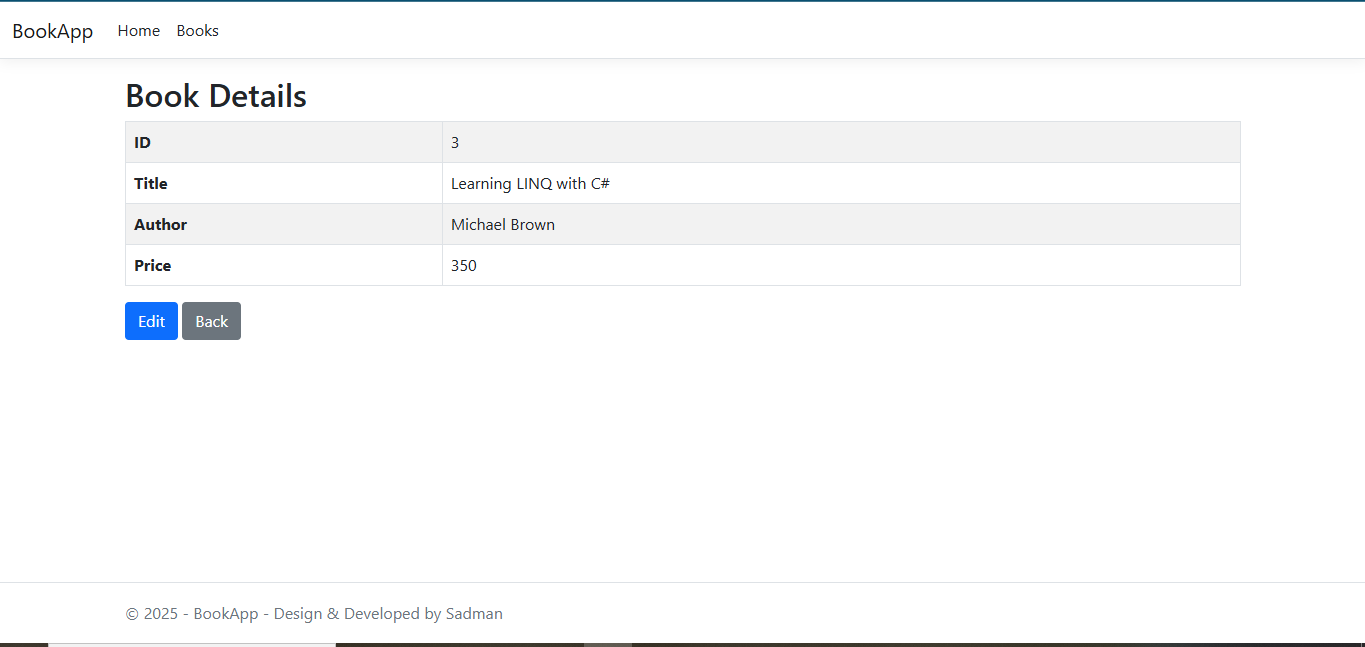 BookApp Home Books
Book Details
ID 3
Title Learning LINQ with C#
Author Michael Brown
Price 350
Edit Back
© 2025 - BookApp - Design & Developed by Sadman